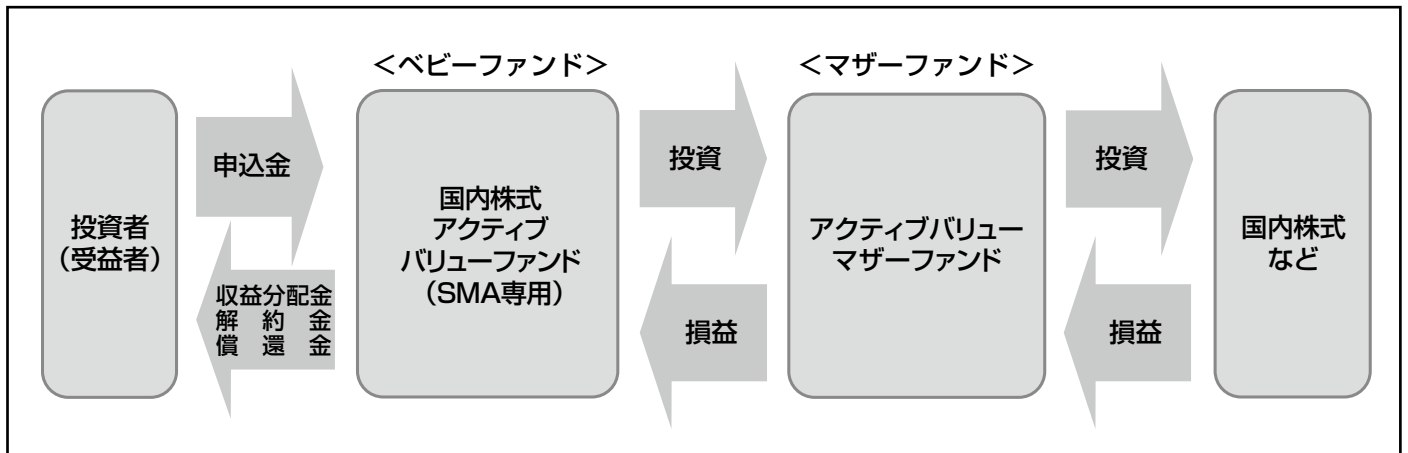 <ベビーファンド>
<マザーファンド>
投資者
(受益者)
申込金
収益分配金
解約金
償還金
国内株式
アクティブ
バリューファンド
(SMA専用)
投資
損益
アクティブバリュー
マザーファンド
投資
損益
国内株式
など